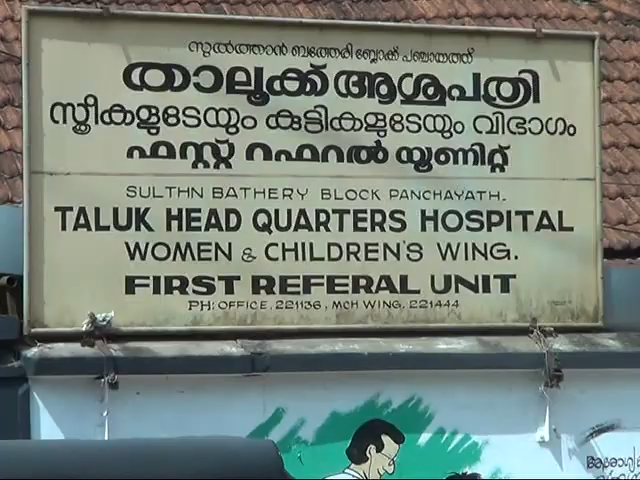 സുൽത്താൻ ബത്തേരി ബ്ലോക്ക് പഞ്ചായത്ത്
താലൂക്ക് ആശുപത്രി
സ്ത്രീകളുടേയും കുട്ടികളുടേയും വിഭാഗം
ഫസ്റ്റ് റഫറൽ യൂണിറ്റ്
SULTHN BATHERY BLOCK PANCHAYATH.
TALUK HEAD QUARTERS HOSPITAL
WOMEN & CHILDREN'S WING.
FIRST REFERAL UNIT
PH: OFFICE. 221136, MCH WING. 221444